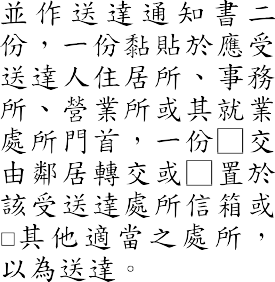 並作送達通知書二
份，一份黏貼於應受
送達人住居所、事務
所、營業所或其就業
處所門首，一份□交
由鄰居轉交或□置於
該受送達處所信箱或
□其他適當之處所，
以為送達。